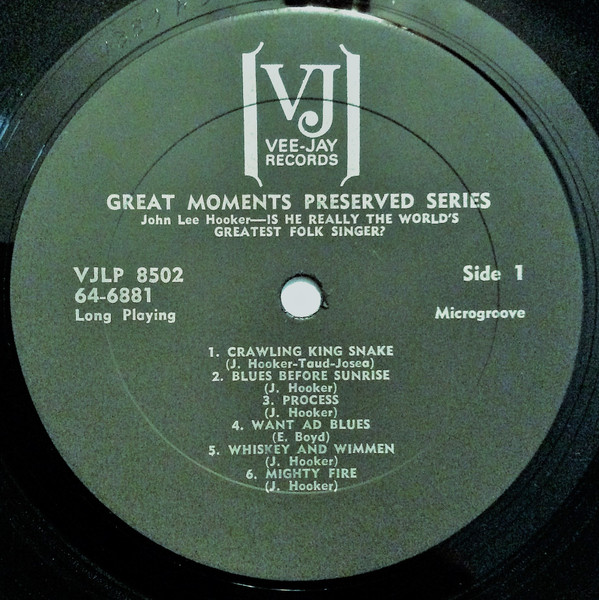 VJ
VEE-JAY
RECORDS
GREAT MOMENTS PRESERVED SERIES
John Lee Hooker—IS HE REALLY THE WORLD'S
GREATEST FOLK SINGER?
VJLP 8502
64-6881
Long Playing
Side 1
Microgroove
1. CRAWLING KING SNAKE
(J. Hooker-Taud-Josea)
2. BLUES BEFORE SUNRISE
(J. Hooker)
3. PROCESS
(J. Hooker)
4. WANT AD BLUES
(E. Boyd)
5. WHISKEY AND WIMMEN
(J. Hooker)
6. MIGHTY FIRE
(J. Hooker)